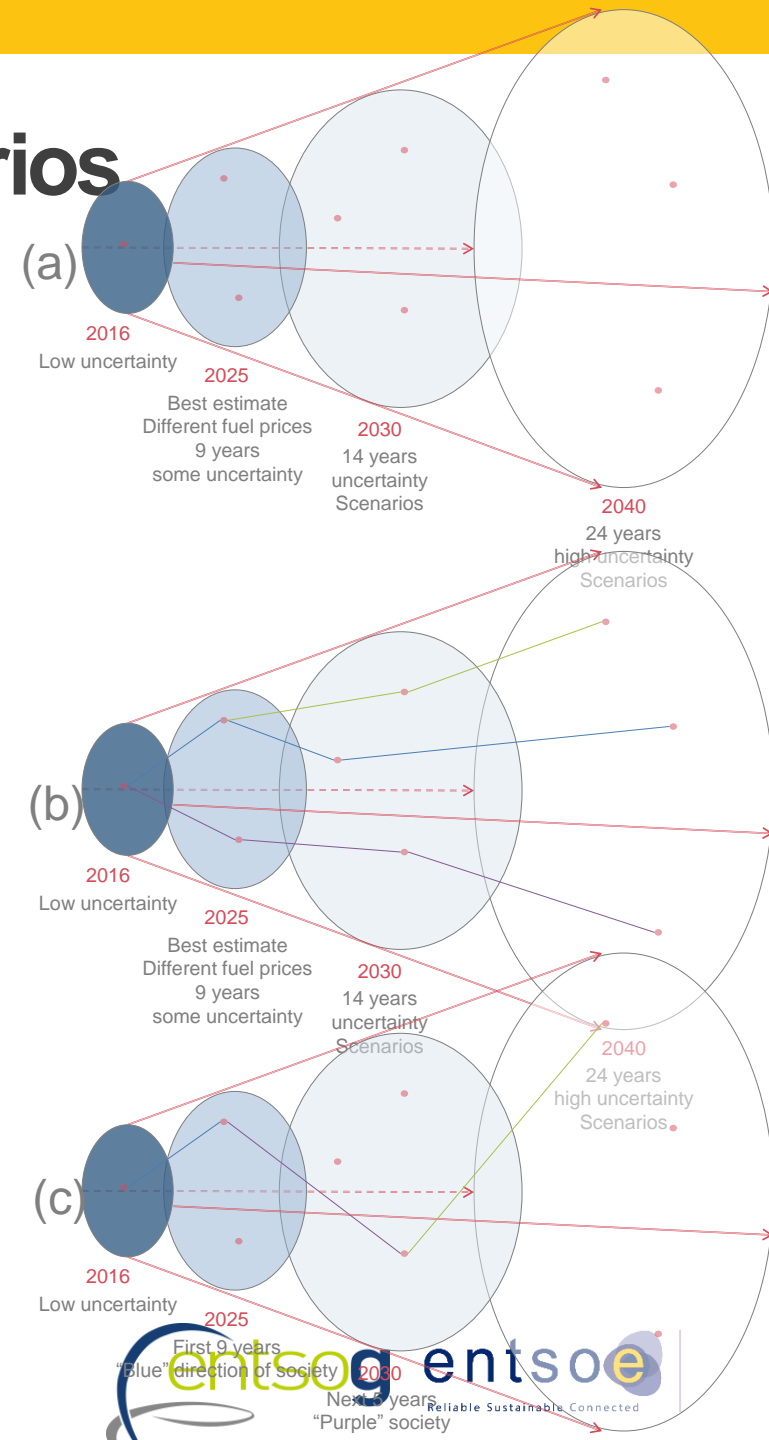 rios
(a)
2016
Low uncertainty
2025
Best estimate
Different fuel prices
9 years
some uncertainty
2030
14 years
uncertainty
Scenarios
2040
24 years
high uncertainty
Scenarios
(b)
2016
Low uncertainty
2025
Best estimate
Different fuel prices
9 years
some uncertainty
2030
14 years
uncertainty
Scenarios
2040
24 years
high uncertainty
Scenarios
(c)
2016
Low uncertainty
2025
First 9 years
“Blue” direction of society
2030
Next 5 years
“Purple” society
entsog
entsoe
Reliable Sustainable Connected